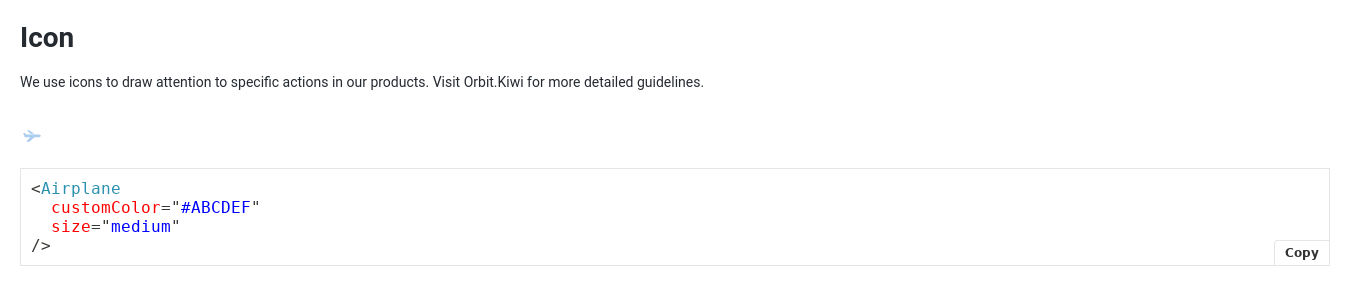 Icon
We use icons to draw attention to specific actions in our products. Visit Orbit.Kiwi for more detailed guidelines.
<Airplane
  customColor="#ABCDEF"
  size="medium"
/>
Copy